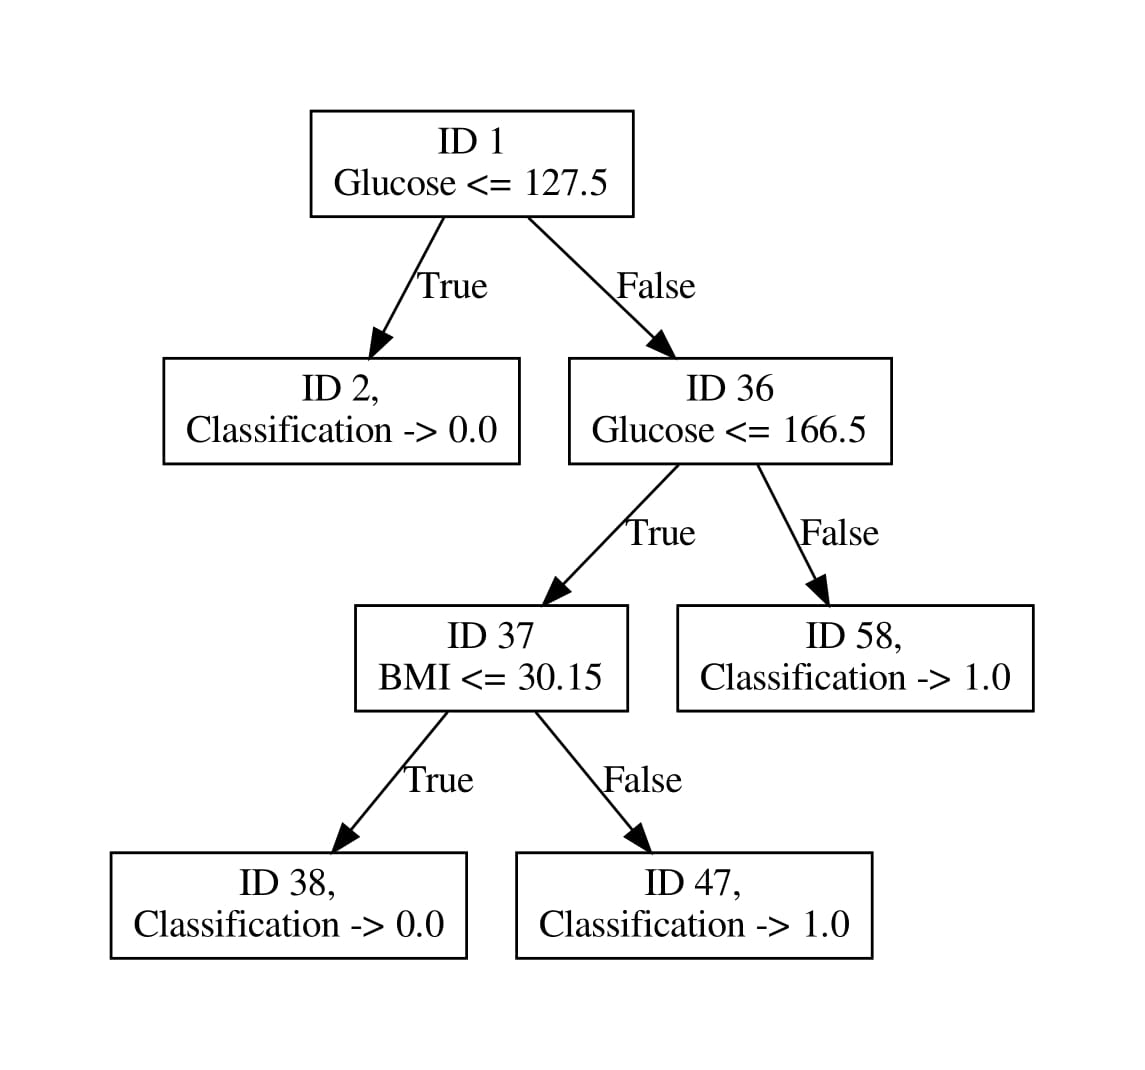 ID 1
Glucose <= 127.5
True
False
ID 2,
Classification -> 0.0
ID 36
Glucose <= 166.5
True
False
ID 37
BMI <= 30.15
ID 58,
Classification -> 1.0
True
False
ID 38,
Classification -> 0.0
ID 47,
Classification -> 1.0